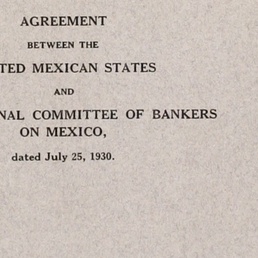 AGREEMENT
BETWEEN THE
TED MEXICAN STATES
AND
NAL COMMITTEE OF BANKERS
ON MEXICO,
dated July 25, 1930.